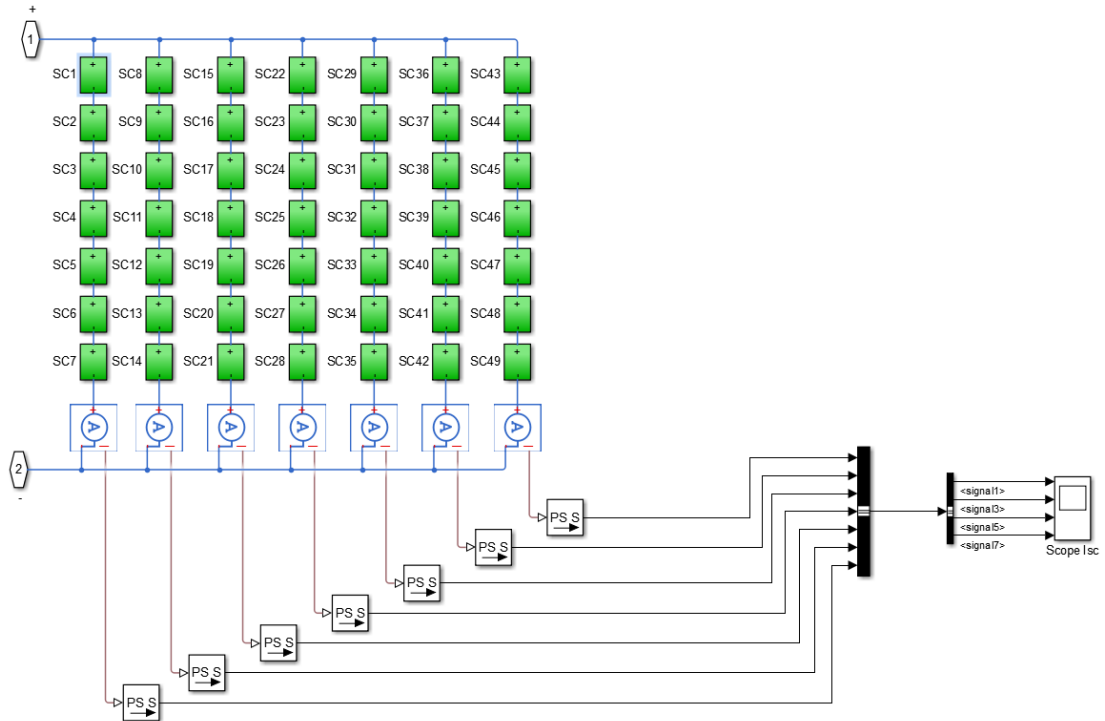 +
1
SC1 + SC8 + SC15 + SC22 + SC29 + SC36 + SC43 +
SC2 + SC9 + SC16 + SC23 + SC30 + SC37 + SC44 +
SC3 + SC10 + SC17 + SC24 + SC31 + SC38 + SC45 +
SC4 + SC11 + SC18 + SC25 + SC32 + SC39 + SC46 +
SC5 + SC12 + SC19 + SC26 + SC33 + SC40 + SC47 +
SC6 + SC13 + SC20 + SC27 + SC34 + SC41 + SC48 +
SC7 + SC14 + SC21 + SC28 + SC35 + SC42 + SC49 +
A A A A A A A
2
-
PS S
PS S
PS S
PS S
PS S
PS S
PS S
<signal1>
<signal3>
<signal5>
<signal7>
Scope Isc